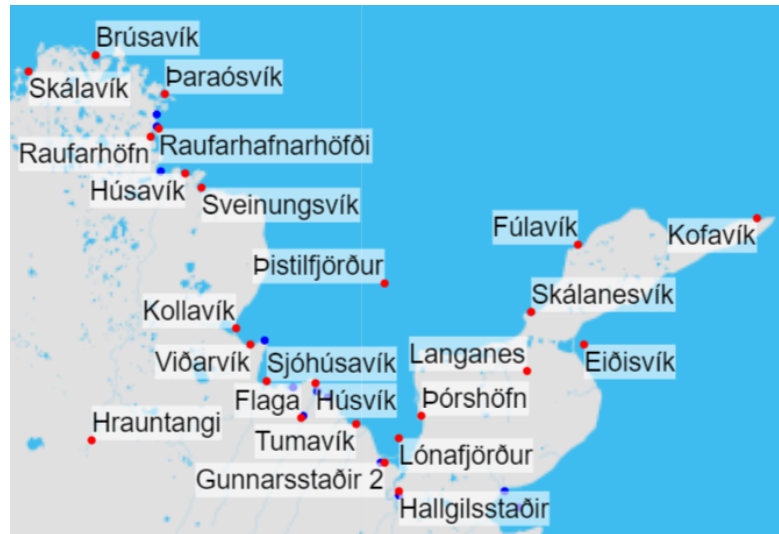 Brúsavík
Skálavík
Þaraósvík
Raufarhöfn
Raufarhafnarhöfði
Húsavík
Sveinungsvík
Fúlavík
Kofavík
Þistilfjörður
Skálanesvík
Kollavík
Viðarvík
Sjóhúsavík
Langanes
Eiðisvík
Flaga
Húsvík
Þórshöfn
Hrauntangi
Tumavík
Lónafjörður
Gunnarsstaðir 2
Hallgilsstaðir